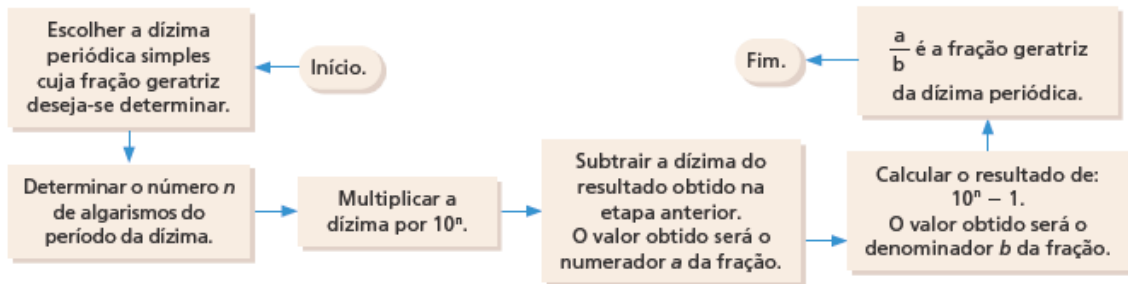 Início.
Escolher a dízima
periódica simples
cuja fração geratriz
deseja-se determinar.
Determinar o número n
de algarismos do
período da dízima.
Multiplicar a
dízima por 10ⁿ.
Subtrair a dízima do
resultado obtido na
etapa anterior.
O valor obtido será o
numerador a da fração.
Calcular o resultado de:
10ⁿ − 1.
O valor obtido será o
denominador b da fração.
a/b é a fração geratriz
da dízima periódica.
Fim.